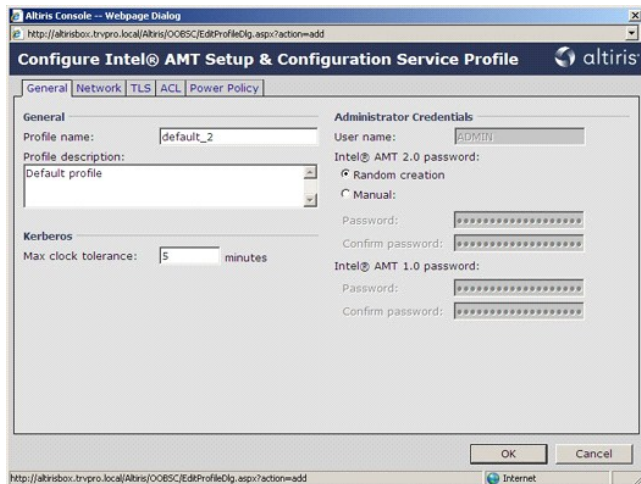 Altiris Console -- Webpage Dialog
http://altirisbox.trvpro.local/Altiris/OOBSC/EditProfileDlg.aspx?action=add
Configure Intel® AMT Setup & Configuration Service Profile
altiris
General Network TLS ACL Power Policy
General
Profile name: default_2
Profile description:
Default profile
Kerberos
Max clock tolerance: 5 minutes
Administrator Credentials
User name: ADMIN
Intel® AMT 2.0 password:
Random creation
Manual:
Password:
Confirm password:
Intel® AMT 1.0 password:
Password:
Confirm password:
OK Cancel
http://altirisbox.trvpro.local/Altiris/OOBSC/EditProfileDlg.aspx?action=add Internet